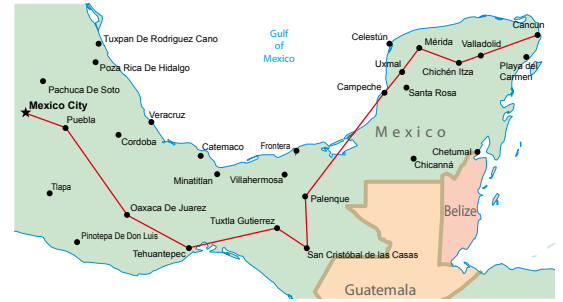 Cancun
Tuxpan De Rodriguez Cano
Gulf
of
Mexico
Celestún
Mérida
Valladolid
Uxmal
Poza Rica De Hidalgo
Chichén Itza
Playa del
Carmen
Pachuca De Soto
Campeche
Santa Rosa
Mexico City
Puebla
Veracruz
Mexico
Cordoba
Catemaco
Frontera
Chetumal
Chicanná
Minatitlan
Villahermosa
Tlapa
Palenque
Oaxaca De Juarez
Belize
Tuxtla Gutierrez
Pinotepa De Don Luis
Tehuantepec
San Cristóbal de las Casas
Guatemala